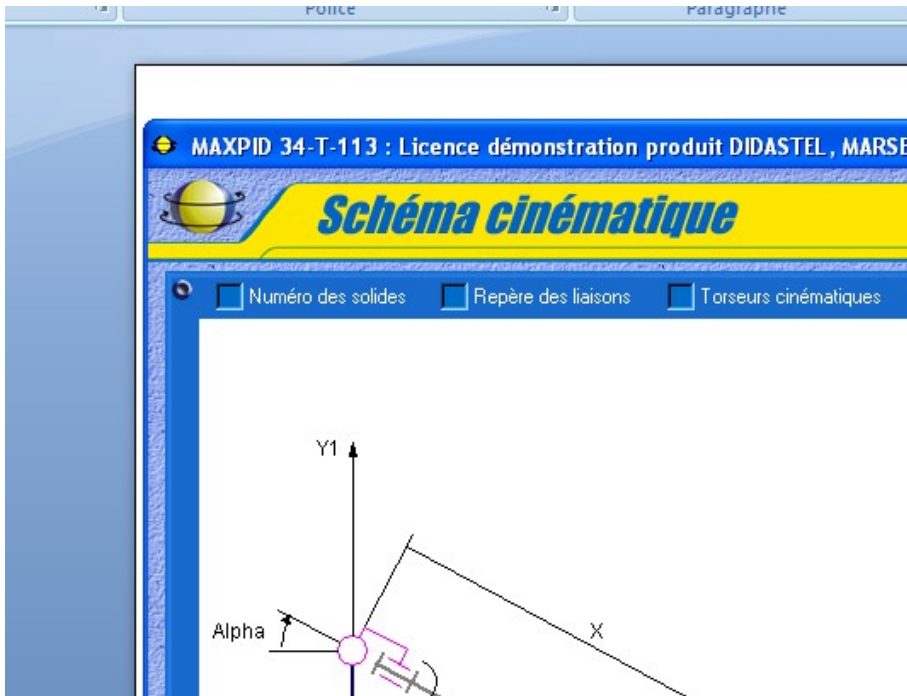 Police Paragraphe
MAXPID 34-T-113 : Licence démonstration produit DIDASTEL, MARSE
Schéma cinématique
Numéro des solides Repère des liaisons Torseurs cinématiques
Y1
Alpha
X